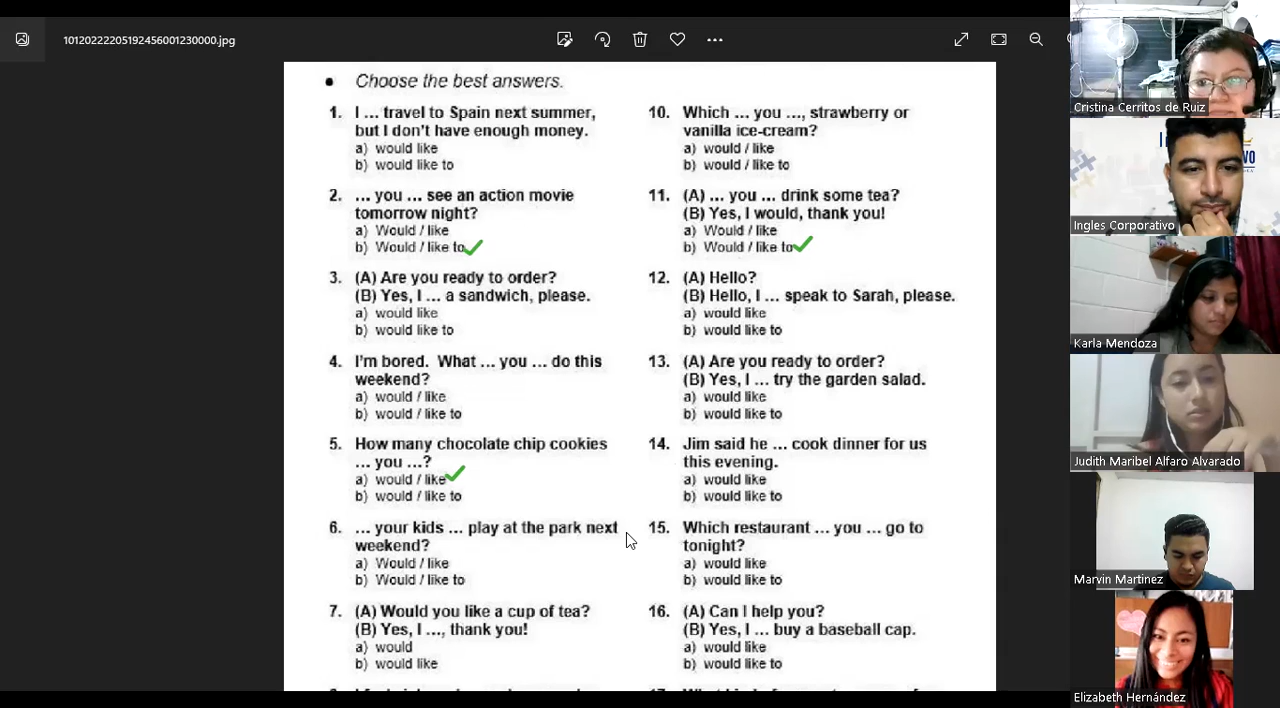 10120222205192456001230000.jpg
Choose the best answers.
1. I ... travel to Spain next summer,
but I don't have enough money.
a) would like
b) would like to
2. ... you ... see an action movie
tomorrow night?
a) Would / like
b) Would / like to
3. (A) Are you ready to order?
(B) Yes, I ... a sandwich, please.
a) would like
b) would like to
4. I'm bored. What ... you ... do this
weekend?
a) would / like
b) would / like to
5. How many chocolate chip cookies
... you ...?
a) would / like
b) would / like to
6. ... your kids ... play at the park next
weekend?
a) Would / like
b) Would / like to
7. (A) Would you like a cup of tea?
(B) Yes, I ..., thank you!
a) would
b) would like
10. Which ... you ..., strawberry or
vanilla ice-cream?
a) would / like
b) would / like to
11. (A) ... you ... drink some tea?
(B) Yes, I would, thank you!
a) Would / like
b) Would / like to
12. (A) Hello?
(B) Hello, I ... speak to Sarah, please.
a) would like
b) would like to
13. (A) Are you ready to order?
(B) Yes, I ... try the garden salad.
a) would like
b) would like to
14. Jim said he ... cook dinner for us
this evening.
a) would like
b) would like to
15. Which restaurant ... you ... go to
tonight?
a) would like
b) would like to
16. (A) Can I help you?
(B) Yes, I ... buy a baseball cap.
a) would like
b) would like to
Cristina Cerritos de Ruiz
Ingles Corporativo
Karla Mendoza
Judith Maribel Alfaro Alvarado
Marvin Martinez
Elizabeth Hernández